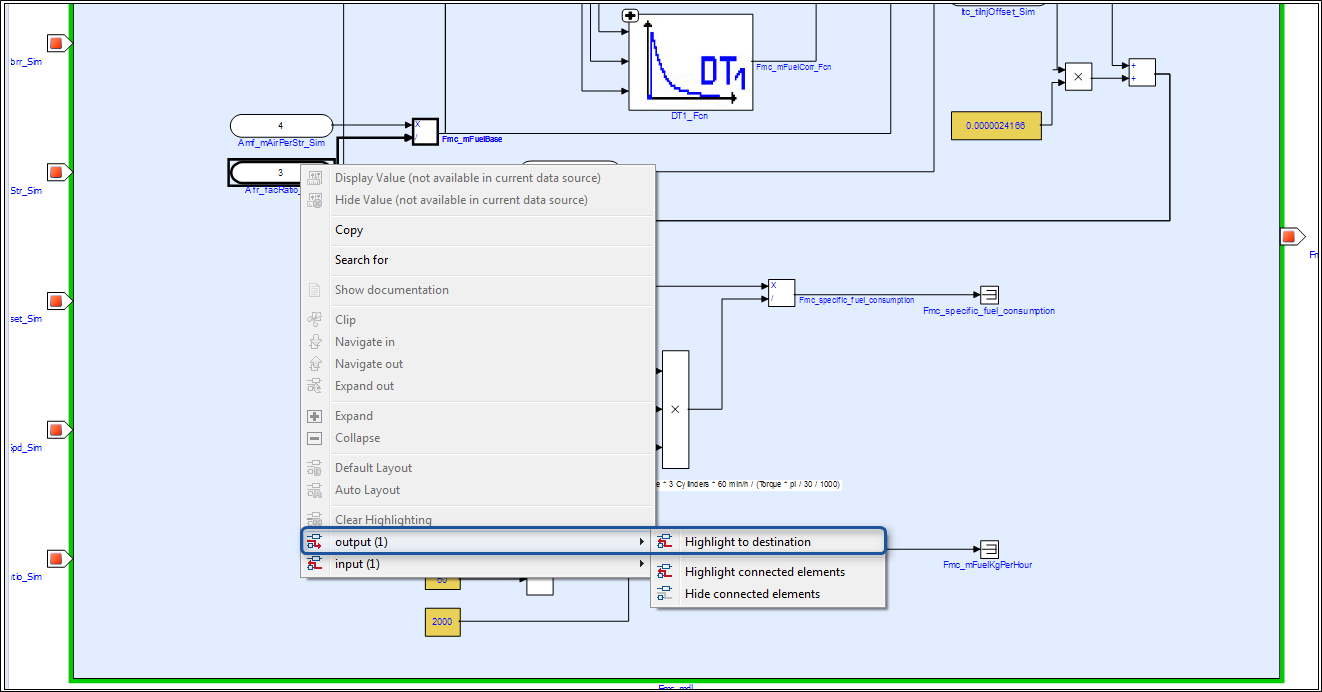 Itc_tiInjOffset_Sim
DT1
Fmc_mFuelCorr_Fcn
DT1_Fcn
orr_Sim
0.0000024166
4
X
/
Fmc_mFuelBase
Amf_mAirPerStr_Sim
3
Afr_facRatio_
Str_Sim
Display Value (not available in current data source)
Hide Value (not available in current data source)
Copy
Search for
Show documentation
Clip
Navigate in
Navigate out
Expand out
Expand
Collapse
Default Layout
Auto Layout
Clear Highlighting
output (1)
input (1)
Highlight to destination
Highlight connected elements
Hide connected elements
X
/
Fmc_specific_fuel_consumption
Fmc_specific_fuel_consumption
set_Sim
e * 3 Cylinders * 60 min/h / (Torque * pi / 30 / 1000)
Fmc_mFuelKgPerHour
60
2000
Fmc_mdl